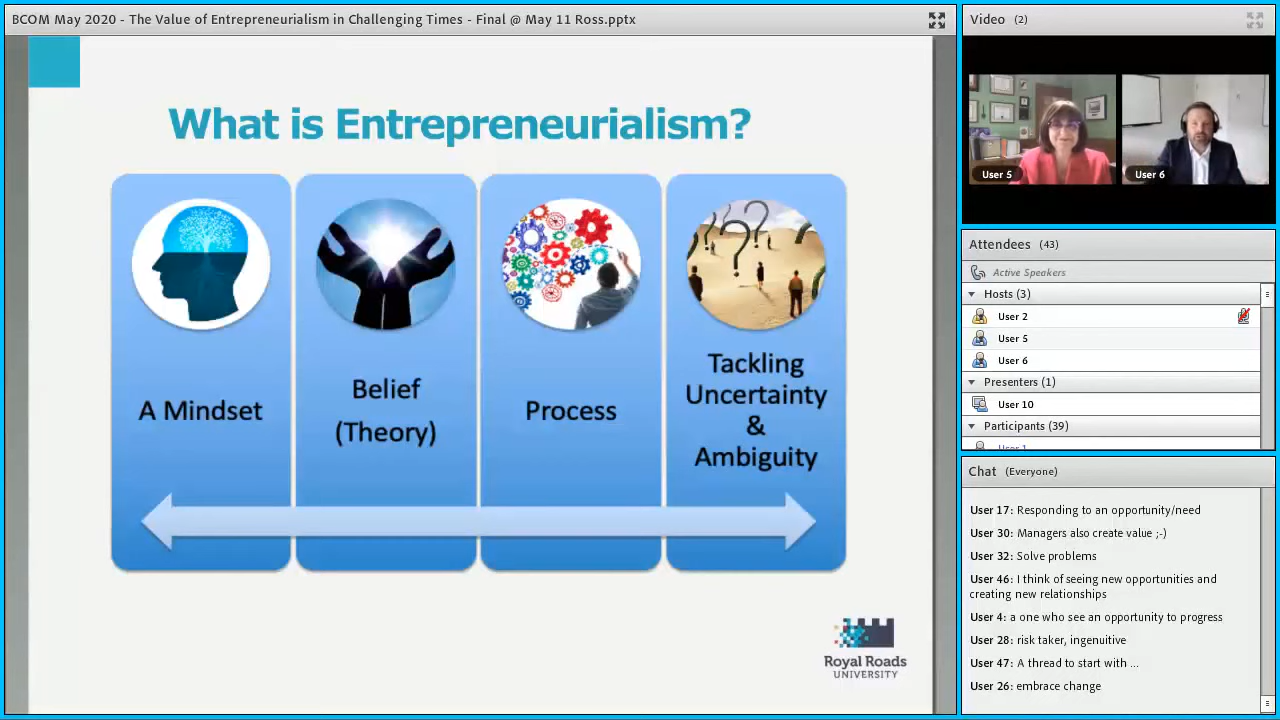 BCOM May 2020 - The Value of Entrepreneurialism in Challenging Times - Final @ May 11 Ross.pptx
What is Entrepreneurialism?
A Mindset
Belief
(Theory)
Process
Tackling
Uncertainty
&
Ambiguity
Royal Roads
UNIVERSITY
Video (2)
User 5
User 6
Attendees (43)
Active Speakers
Hosts (3)
User 2
User 5
User 6
Presenters (1)
User 10
Participants (39)
User 1
Chat (Everyone)
User 17: Responding to an opportunity/need
User 30: Managers also create value ;-)
User 32: Solve problems
User 46: I think of seeing new opportunities and
creating new relationships
User 4: a one who see an opportunity to progress
User 28: risk taker, ingenuitive
User 47: A thread to start with ...
User 26: embrace change